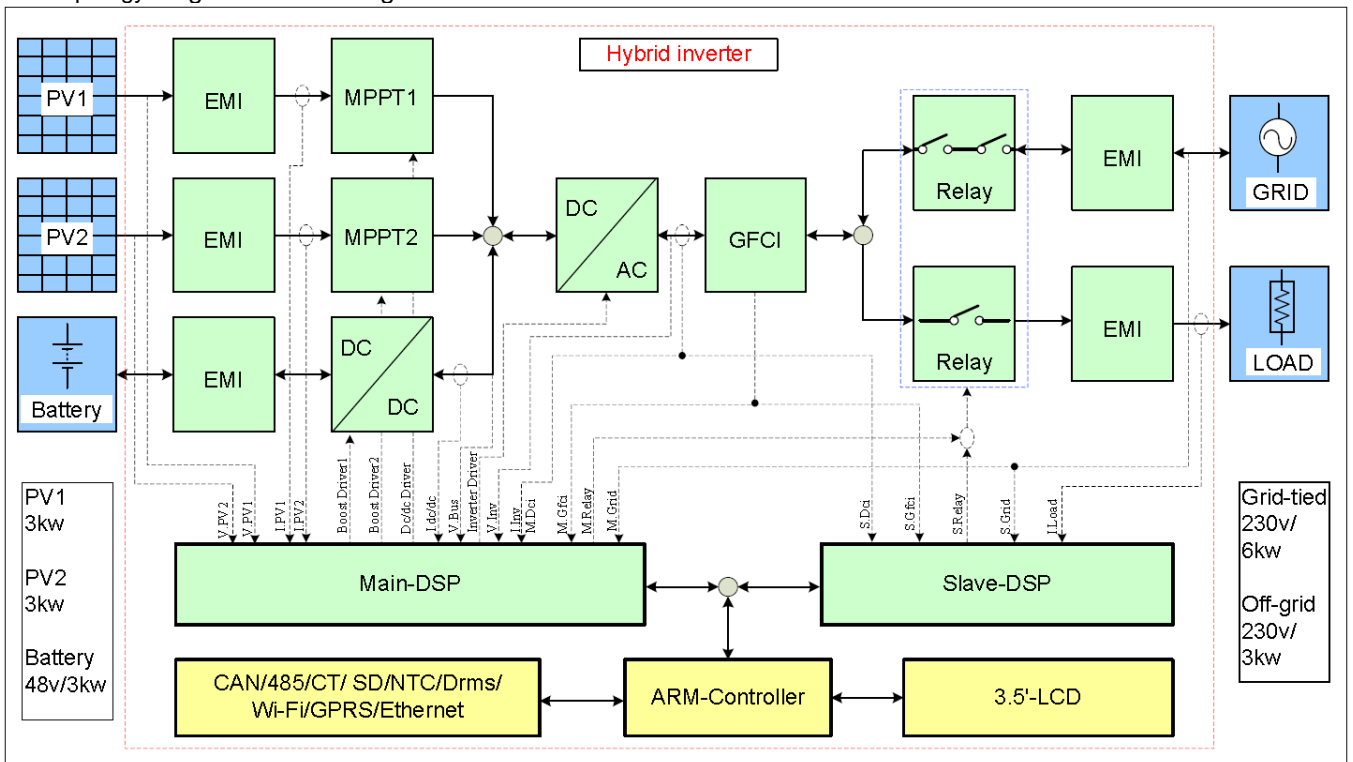 Hybrid inverter
PV1
EMI
MPPT1
Relay
EMI
GRID
PV2
EMI
MPPT2
DC
AC
GFCI
Battery
EMI
DC
DC
Relay
EMI
LOAD
V.PV2
V.PV1
I.PV1
I.PV2
Boost Driver1
Boost Driver2
Dc/dc Driver
I.dc/dc
V.Bus
Inverter Driver
V.Inv
I.Inv
M.Dci
M.Gfci
M.Relay
M.Grid
S.Dci
S.Gfci
S.Relay
S.Grid
I.Load
PV1
3kw
PV2
3kw
Battery
48v/3kw
Main-DSP
Slave-DSP
Grid-tied
230v/
6kw
Off-grid
230v/
3kw
CAN/485/CT/ SD/NTC/Drms/
Wi-Fi/GPRS/Ethernet
ARM-Controller
3.5'-LCD